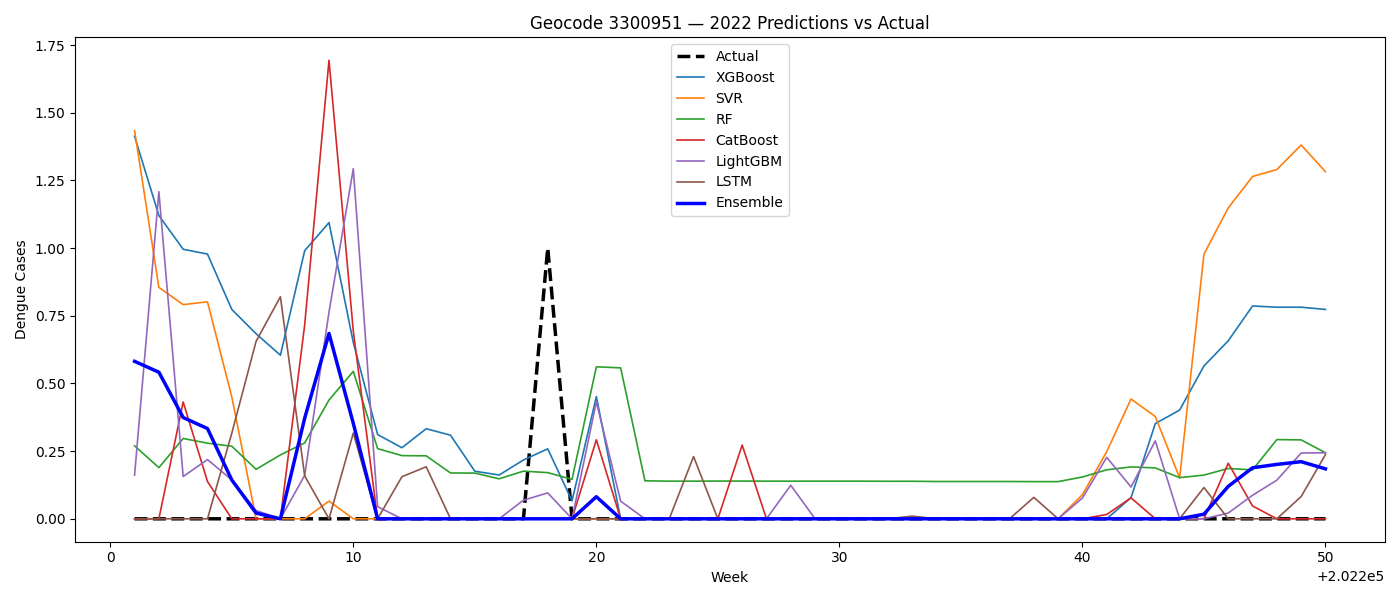 Geocode 3300951 — 2022 Predictions vs Actual
Actual
XGBoost
SVR
RF
CatBoost
LightGBM
LSTM
Ensemble
Dengue Cases
1.75
1.50
1.25
1.00
0.75
0.50
0.25
0.00
0 10 20 30 40 50
Week
+2.022e5